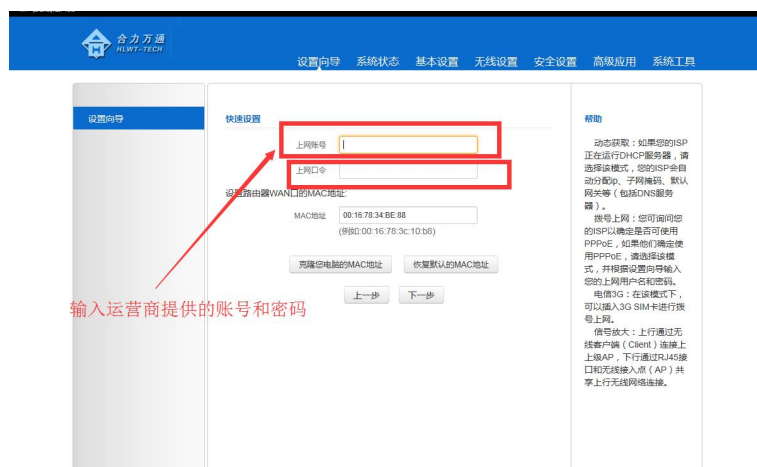 合力万通
HLWT-TECH
设置向导 系统状态 基本设置 无线设置 安全设置 高级应用 系统工具
设置向导
快速设置
上网账号
上网口令
设置路由器WAN口的MAC地址:
MAC地址 00:16:78:34:BE:88
(例如:00:16:78:3c:10:b8)
克隆您电脑的MAC地址 恢复默认的MAC地址
上一步 下一步
输入运营商提供的账号和密码
帮助
动态获取：如果您的ISP
正在运行DHCP服务器，请
选择该模式，您的ISP会自
动分配ip、子网掩码、默认
网关等（包括DNS服务
器）。
拨号上网：您可询问您
的ISP以确定是否可使用
PPPoE，如果他们确定使
用PPPoE，请选择该模
式，并根据设置向导输入
您的上网用户名和密码。
电信3G：在该模式下，
可以插入3G SIM卡进行拨
号上网。
信号放大：上行通过无
线客户端（Client）连接上
上级AP，下行通过RJ45接
口和无线接入点（AP）共
享上行无线网络连接。